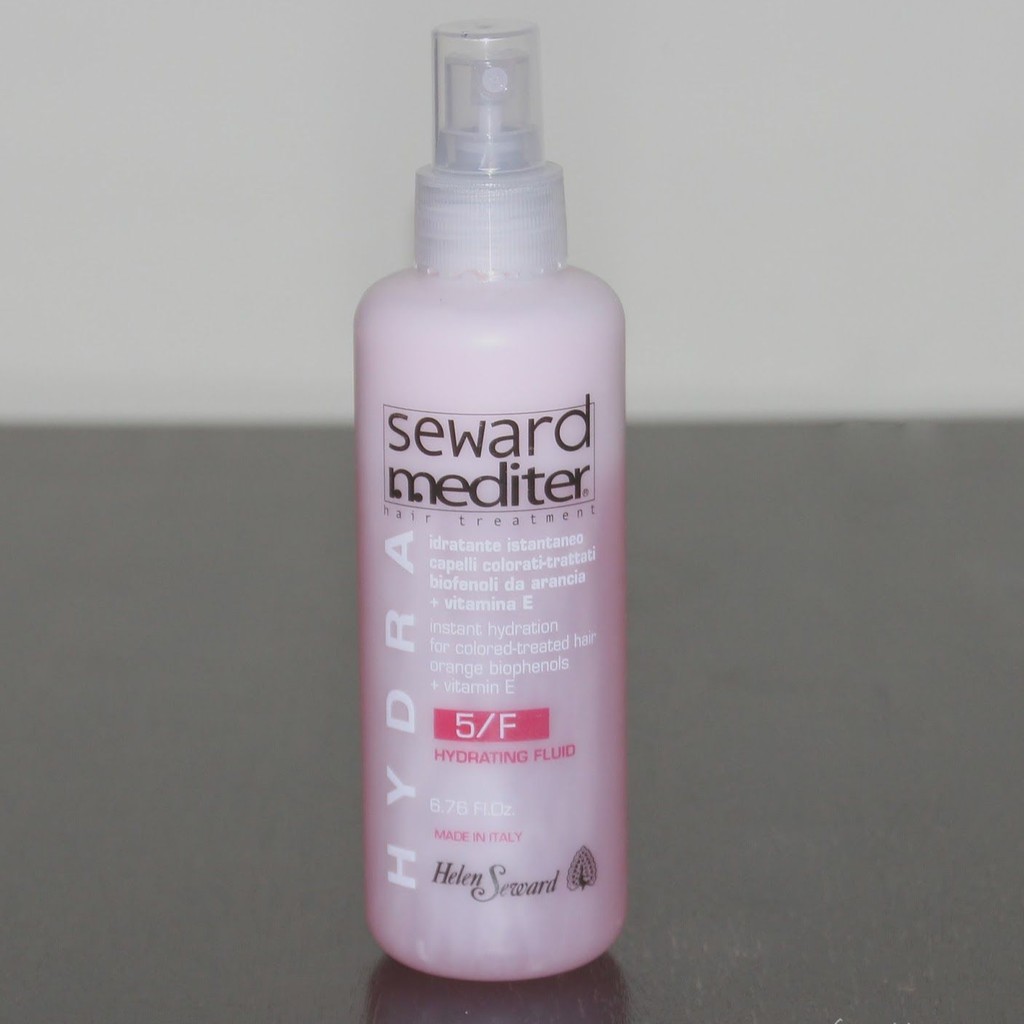 seward
mediter®
hair treatment
HYDRA
idratante istantaneo
capelli colorati-trattati
biofenoli da arancia
+ vitamina E
instant hydration
for colored-treated hair
orange biophenols
+ vitamin E
5/F
HYDRATING FLUID
6.76 Fl.Oz.
MADE IN ITALY
Helen Seward